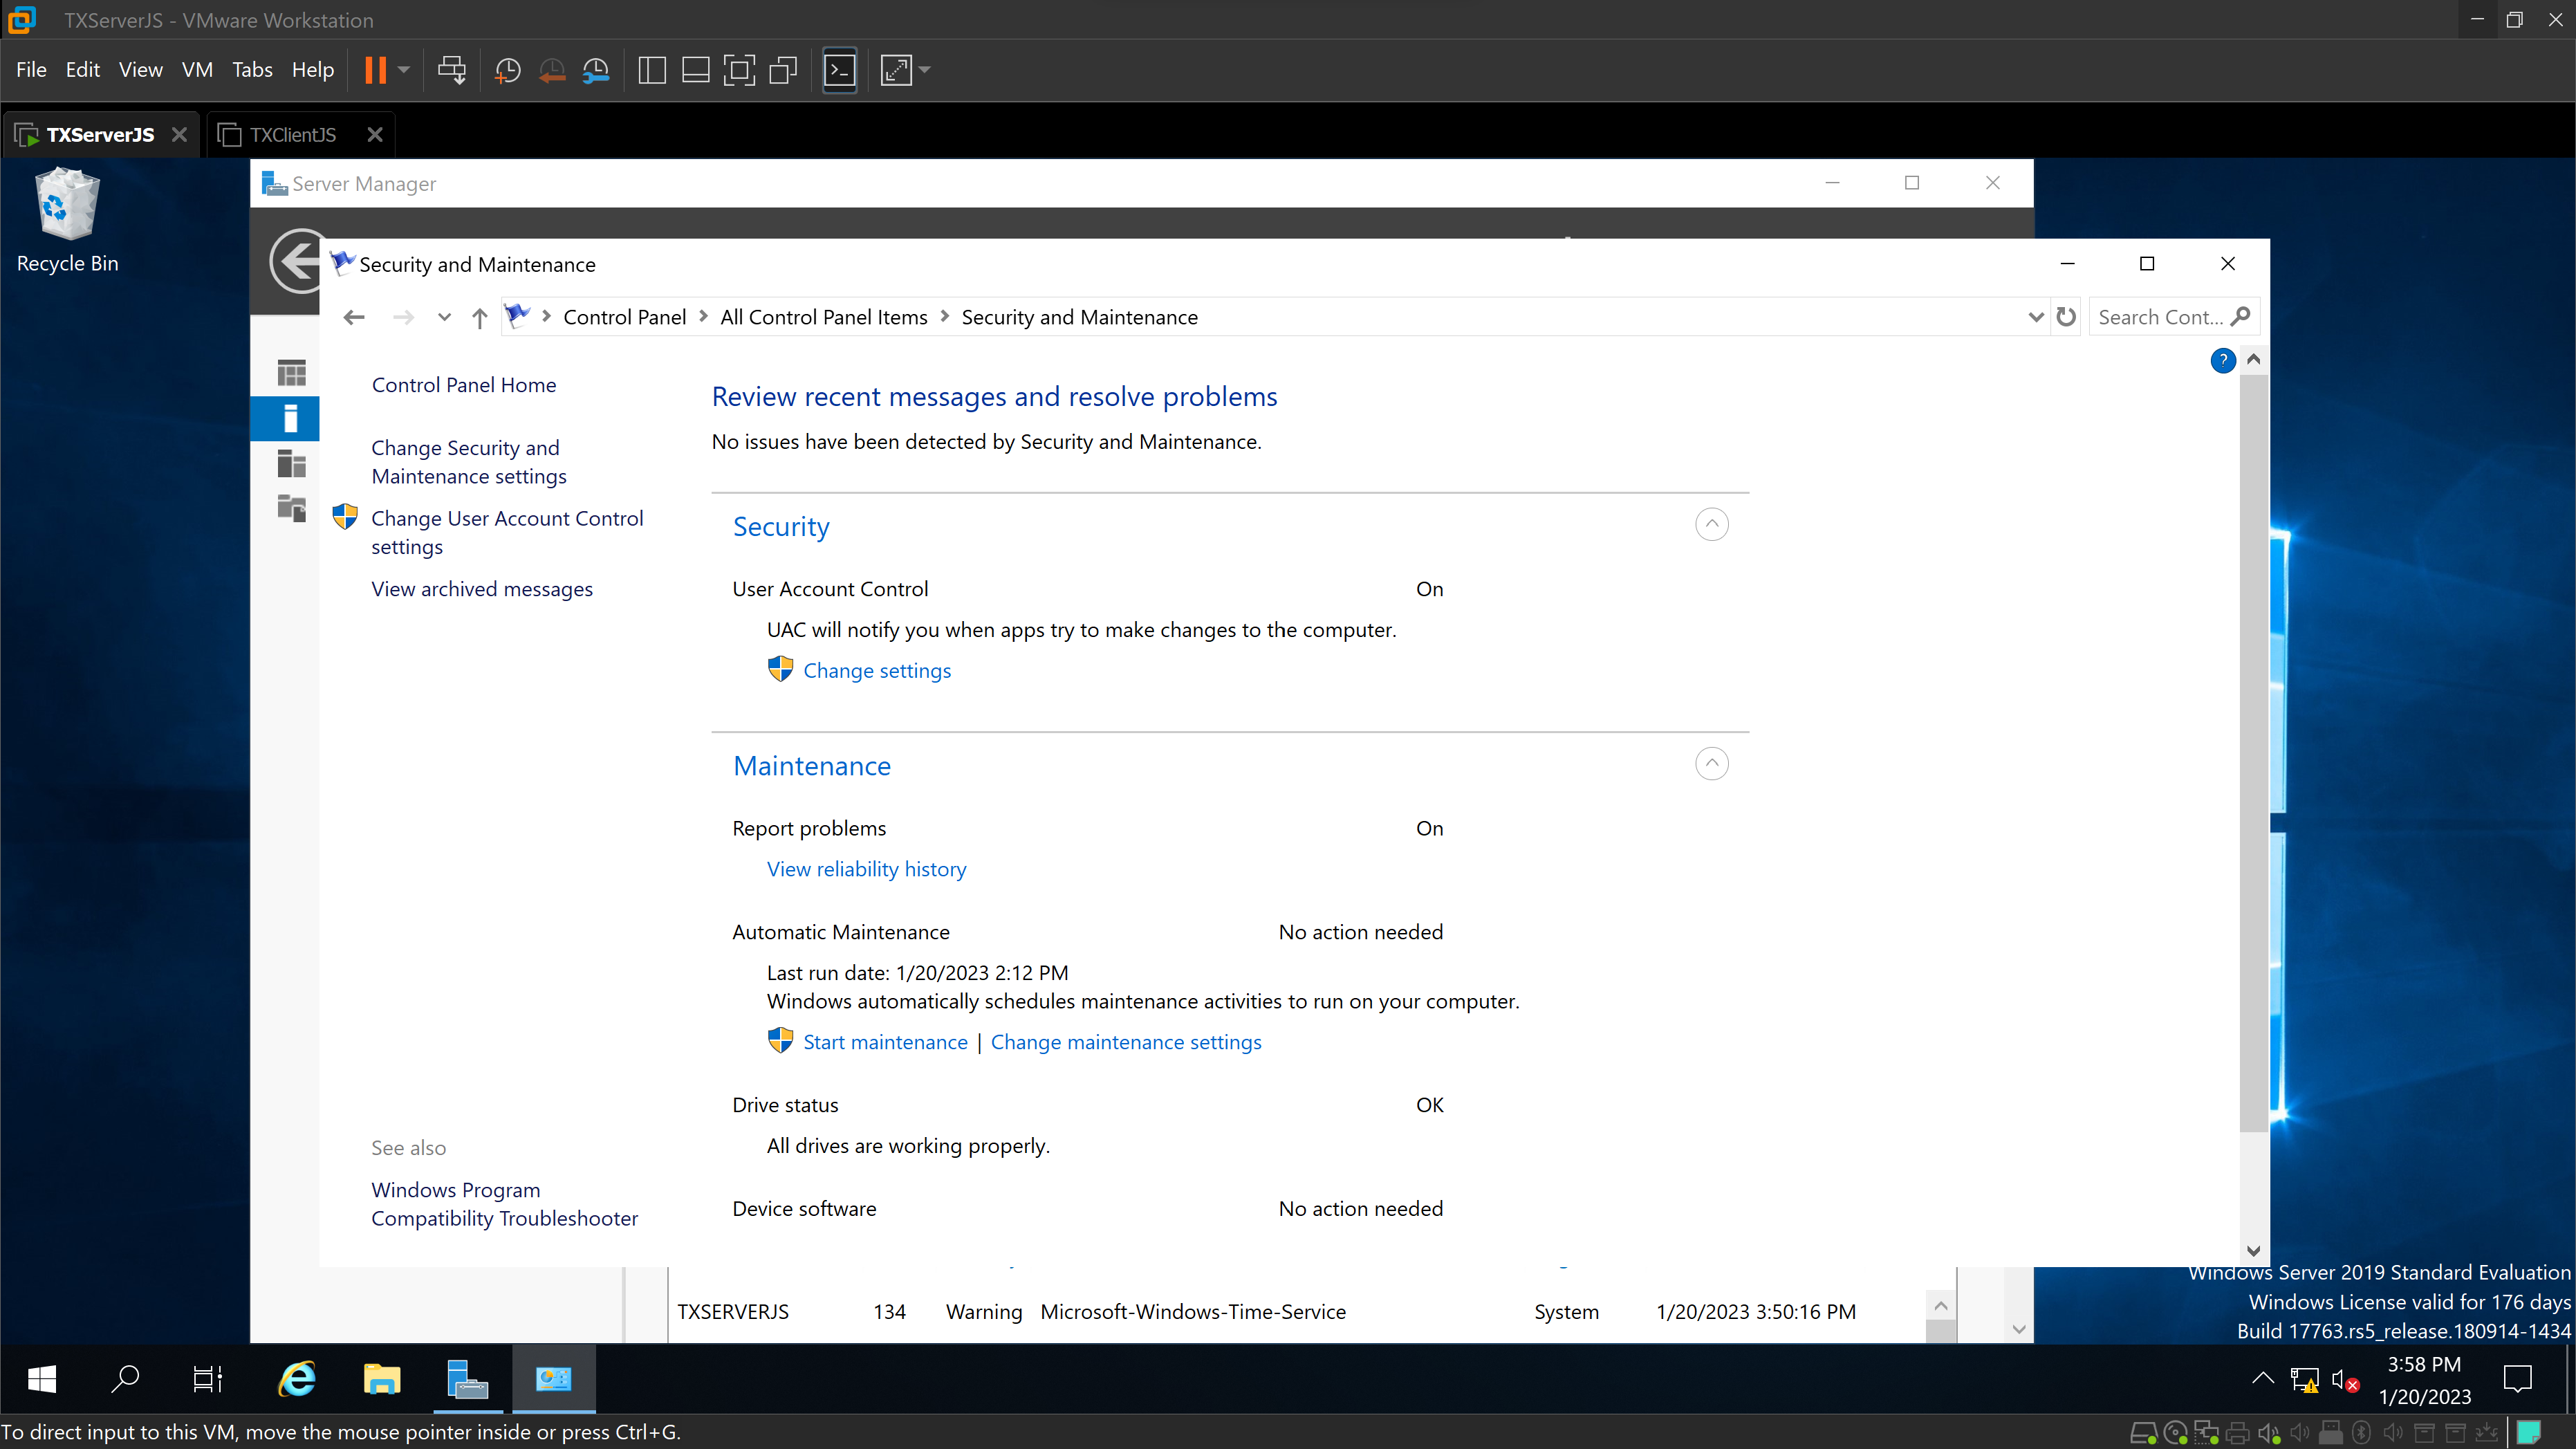 TXServerJS - VMware Workstation
File Edit View VM Tabs Help
TXServerJS
TXClientJS
Recycle Bin
Server Manager
Security and Maintenance
Control Panel
All Control Panel Items
Security and Maintenance
Search Cont...
?
Control Panel Home
Change Security and
Maintenance settings
Change User Account Control
settings
View archived messages
See also
Windows Program
Compatibility Troubleshooter
Review recent messages and resolve problems
No issues have been detected by Security and Maintenance.
Security
User Account Control On
UAC will notify you when apps try to make changes to the computer.
Change settings
Maintenance
Report problems On
View reliability history
Automatic Maintenance No action needed
Last run date: 1/20/2023 2:12 PM
Windows automatically schedules maintenance activities to run on your computer.
Start maintenance | Change maintenance settings
Drive status OK
All drives are working properly.
Device software No action needed
TXSERVERJS 134 Warning Microsoft-Windows-Time-Service System 1/20/2023 3:50:16 PM
Windows Server 2019 Standard Evaluation
Windows License valid for 176 days
Build 17763.rs5_release.180914-1434
3:58 PM
1/20/2023
To direct input to this VM, move the mouse pointer inside or press Ctrl+G.